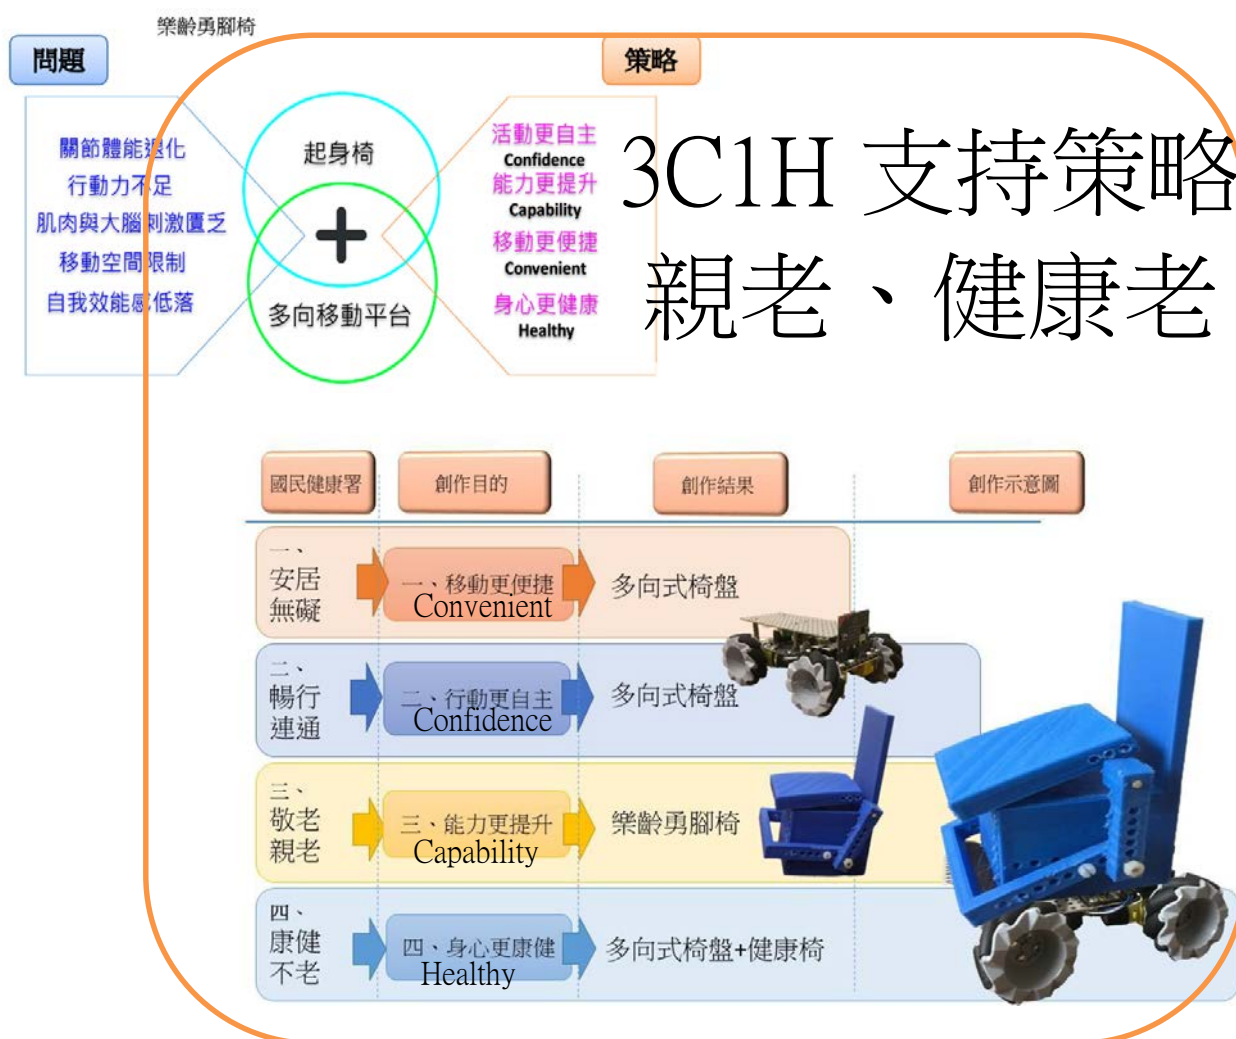 樂齡勇腳椅
問題
策略
關節體能退化
行動力不足
肌肉與大腦刺激匱乏
移動空間限制
自我效能感低落
起身椅
多向移動平台
活動更自主
Confidence
能力更提升
Capability
移動更便捷
Convenient
身心更健康
Healthy
3C1H 支持策略
親老、健康老
國民健康署
創作目的
創作結果
創作示意圖
一、
安居
無礙
一、移動更便捷
Convenient
多向式椅盤
二、
暢行
連通
二、行動更自主
Confidence
多向式椅盤
三、
敬老
親老
三、能力更提升
Capability
樂齡勇腳椅
四、
康健
不老
四、身心更康健
Healthy
多向式椅盤+健康椅